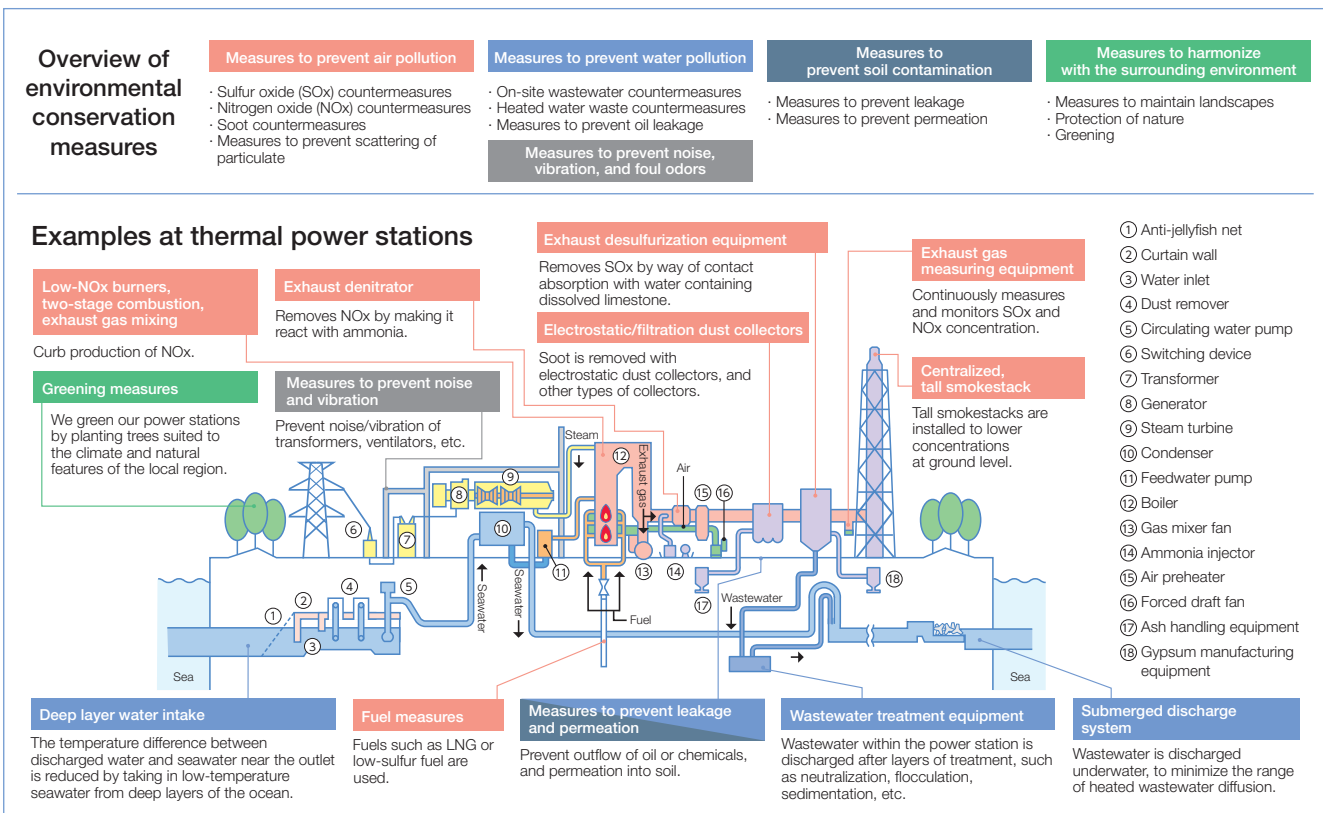 Overview of
environmental
conservation
measures
Measures to prevent air pollution
· Sulfur oxide (SOx) countermeasures
· Nitrogen oxide (NOx) countermeasures
· Soot countermeasures
· Measures to prevent scattering of
particulate
Measures to prevent water pollution
· On-site wastewater countermeasures
· Heated water waste countermeasures
· Measures to prevent oil leakage
Measures to prevent noise,
vibration, and foul odors
Measures to
prevent soil contamination
· Measures to prevent leakage
· Measures to prevent permeation
Measures to harmonize
with the surrounding environment
· Measures to maintain landscapes
· Protection of nature
· Greening
Examples at thermal power stations
Low-NOx burners,
two-stage combustion,
exhaust gas mixing
Curb production of NOx.
Exhaust denitrator
Removes NOx by making it
react with ammonia.
Exhaust desulfurization equipment
Removes SOx by way of contact
absorption with water containing
dissolved limestone.
Electrostatic/filtration dust collectors
Soot is removed with
electrostatic dust collectors, and
other types of collectors.
Exhaust gas
measuring equipment
Continuously measures
and monitors SOx and
NOx concentration.
Centralized,
tall smokestack
Tall smokestacks are
installed to lower
concentrations
at ground level.
Greening measures
We green our power stations
by planting trees suited to
the climate and natural
features of the local region.
Measures to prevent noise
and vibration
Prevent noise/vibration of
transformers, ventilators, etc.
① Anti-jellyfish net
② Curtain wall
③ Water inlet
④ Dust remover
⑤ Circulating water pump
⑥ Switching device
⑦ Transformer
⑧ Generator
⑨ Steam turbine
⑩ Condenser
⑪ Feedwater pump
⑫ Boiler
⑬ Gas mixer fan
⑭ Ammonia injector
⑮ Air preheater
⑯ Forced draft fan
⑰ Ash handling equipment
⑱ Gypsum manufacturing
equipment
Steam
⑫
Exhaust gas
Air
⑨
⑧
⑮
⑯
⑥
⑦
⑩
⑪
⑬
⑭
⑤
④
②
①
③
Seawater
Seawater
Fuel
⑰
Wastewater
⑱
Sea
Sea
Deep layer water intake
The temperature difference between
discharged water and seawater near the outlet
is reduced by taking in low-temperature
seawater from deep layers of the ocean.
Fuel measures
Fuels such as LNG or
low-sulfur fuel are
used.
Measures to prevent leakage
and permeation
Prevent outflow of oil or chemicals,
and permeation into soil.
Wastewater treatment equipment
Wastewater within the power station is
discharged after layers of treatment, such
as neutralization, flocculation,
sedimentation, etc.
Submerged discharge
system
Wastewater is discharged
underwater, to minimize the range
of heated wastewater diffusion.